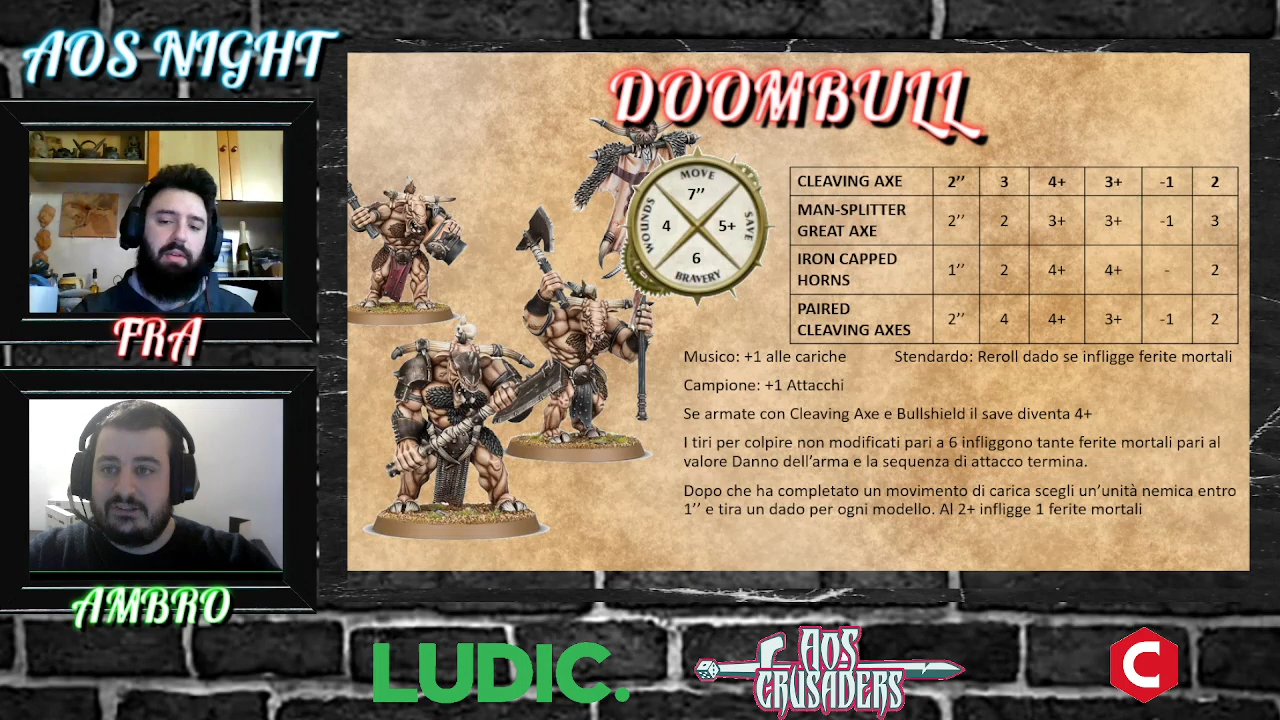 AOS NIGHT
FRA
AMBRO
DOOMBULL
MOVE
7’’
WOUNDS
4
5+
SAVE
6
BRAVERY
CLEAVING AXE 2’’ 3 4+ 3+ -1 2
MAN-SPLITTER
GREAT AXE 2’’ 2 3+ 3+ -1 3
IRON CAPPED
HORNS 1’’ 2 4+ 4+ - 2
PAIRED
CLEAVING AXES 2’’ 4 4+ 3+ -1 2
Musico: +1 alle cariche Stendardo: Reroll dado se infligge ferite mortali
Campione: +1 Attacchi
Se armate con Cleaving Axe e Bullshield il save diventa 4+
I tiri per colpire non modificati pari a 6 infliggono tante ferite mortali pari al
valore Danno dell’arma e la sequenza di attacco termina.
Dopo che ha completato un movimento di carica scegli un’unità nemica entro
1’’ e tira un dado per ogni modello. Al 2+ infligge 1 ferite mortali
LUDIC.
AOS
CRUSADERS
C